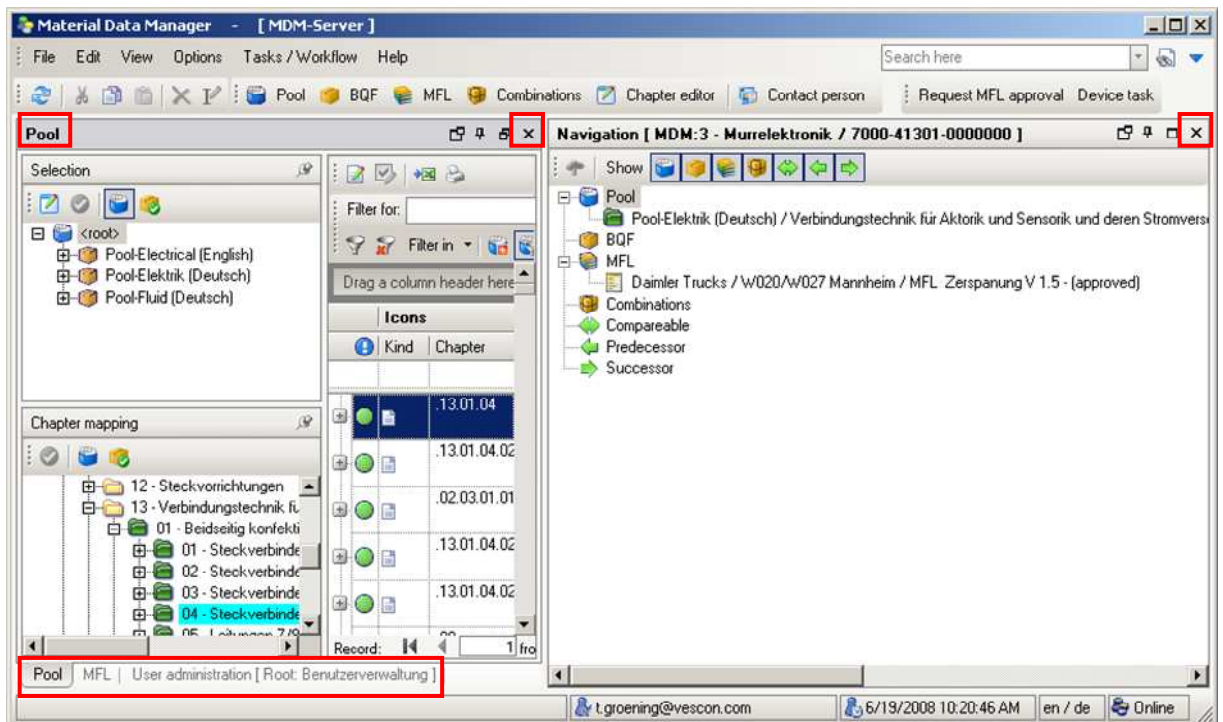 Material Data Manager - [ MDM-Server ]
File Edit View Options Tasks / Workflow Help
Search here
Pool BQF MFL Combinations Chapter editor Contact person Request MFL approval Device task
Pool
Selection
<root>
Pool-Electrical (English)
Pool-Elektrik (Deutsch)
Pool-Fluid (Deutsch)
Chapter mapping
12 - Steckvorrichtungen
13 - Verbindungstechnik fü
01 - Beidseitig konfekti
01 - Steckverbinde
02 - Steckverbinde
03 - Steckverbinde
04 - Steckverbinde
05 - Leitungen 7/8
Filter for:
Filter in
Drag a column header here
Icons
Kind Chapter
.13.01.04
.13.01.04.02
.02.03.01.01
.13.01.04.02
.13.01.04.02
Record: 1 fro
Pool MFL User administration [ Root: Benutzerverwaltung ]
Navigation [ MDM:3 - Murrelektronik / 7000-41301-0000000 ]
Show
Pool
Pool-Elektrik (Deutsch) / Verbindungstechnik für Aktorik und Sensorik und deren Stromvers
BQF
MFL
Daimler Trucks / W020/W027 Mannheim / MFL Zerspanung V 1.5 - (approved)
Combinations
Compareable
Predecessor
Successor
t.groening@vescon.com 6/19/2008 10:20:46 AM en / de Online